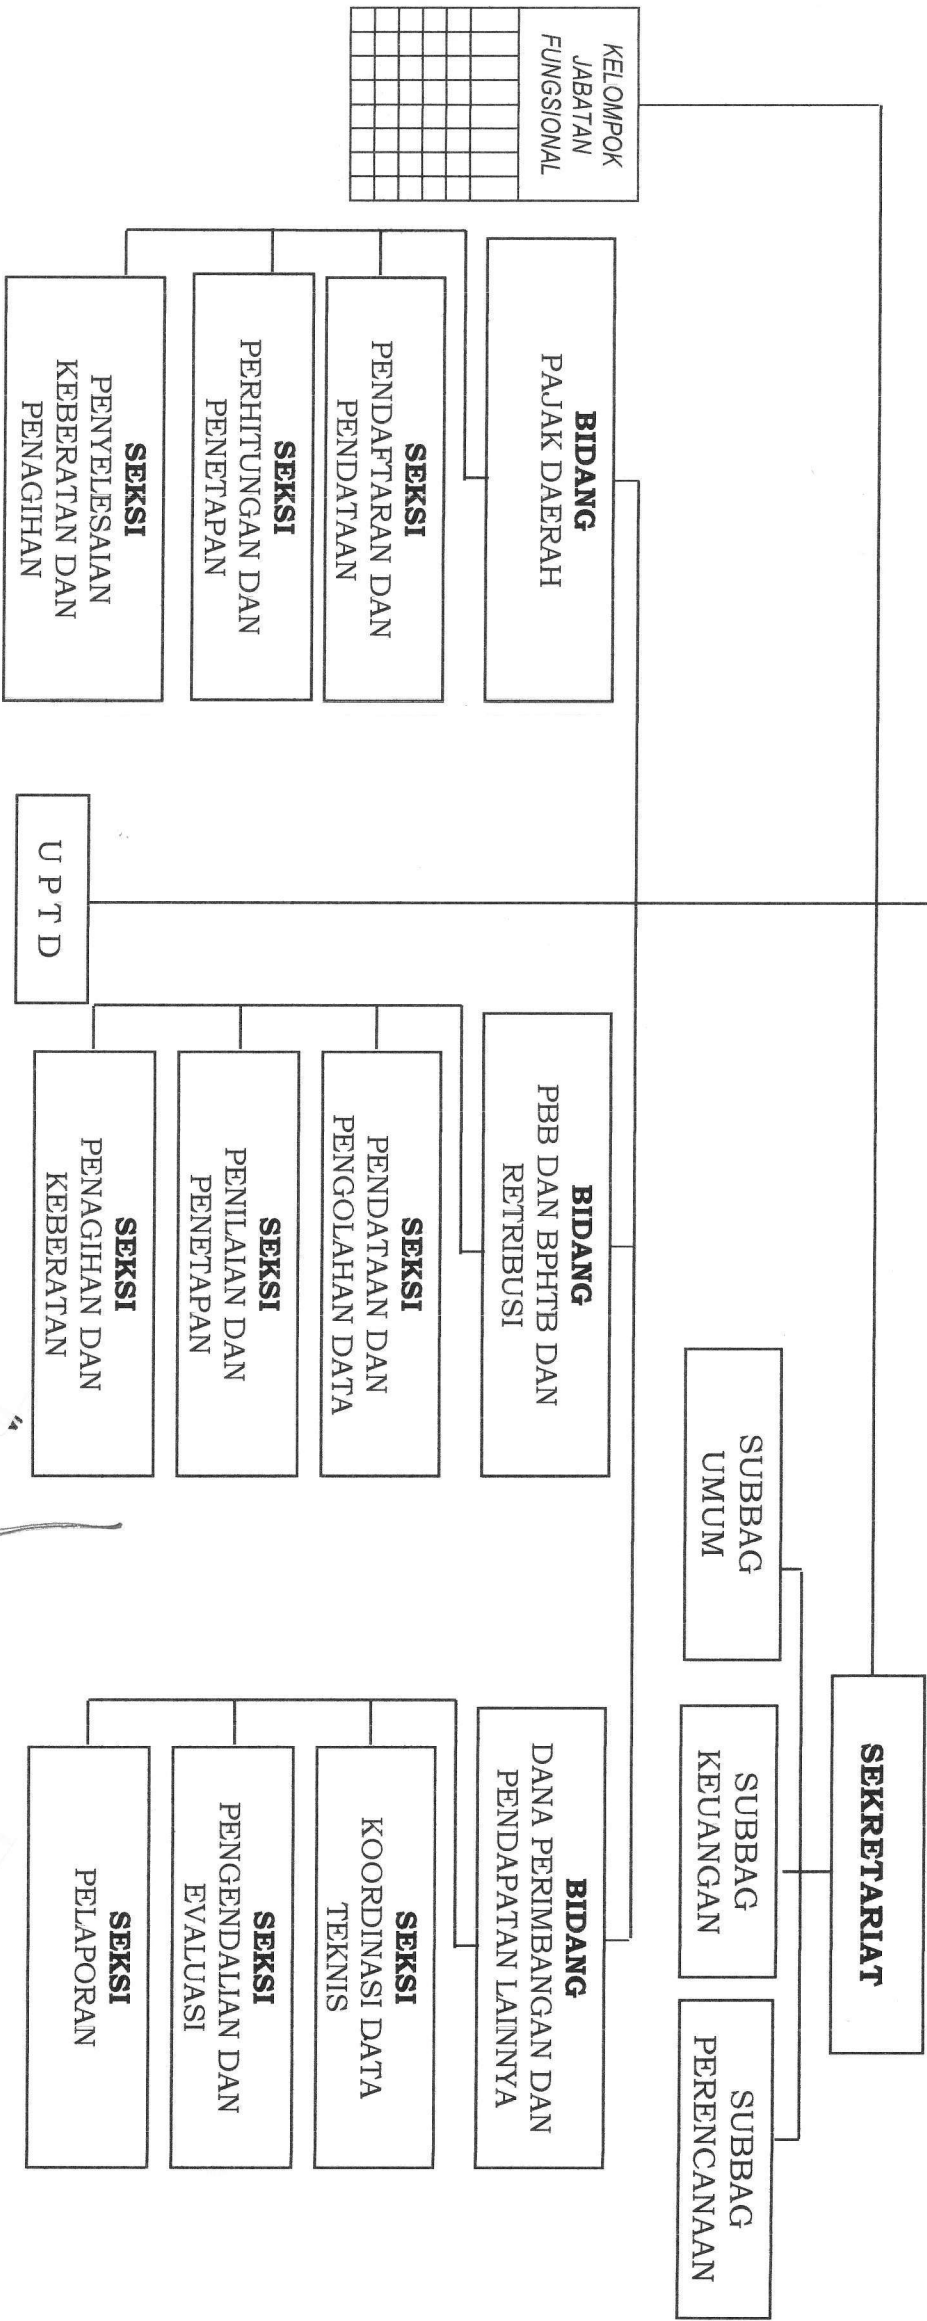 SEKRETARIAT
SUBBAG
UMUM
SUBBAG
KEUANGAN
SUBBAG
PERENCANAAN
KELOMPOK
JABATAN
FUNGSIONAL
BIDANG
PAJAK DAERAH
SEKSI
PENDAFTARAN DAN
PENDATAAN
SEKSI
PERHITUNGAN DAN
PENETAPAN
SEKSI
PENYELESAIAN
KEBERATAN DAN
PENAGIHAN
U P T D
BIDANG
PBB DAN BPHTB DAN
RETRIBUSI
SEKSI
PENDATAAN DAN
PENGOLAHAN DATA
SEKSI
PENILAIAN DAN
PENETAPAN
SEKSI
PENAGIHAN DAN
KEBERATAN
BIDANG
DANA PERIMBANGAN DAN
PENDAPATAN LAINNYA
SEKSI
KOORDINASI DATA
TEKNIS
SEKSI
PENGENDALIAN DAN
EVALUASI
SEKSI
PELAPORAN